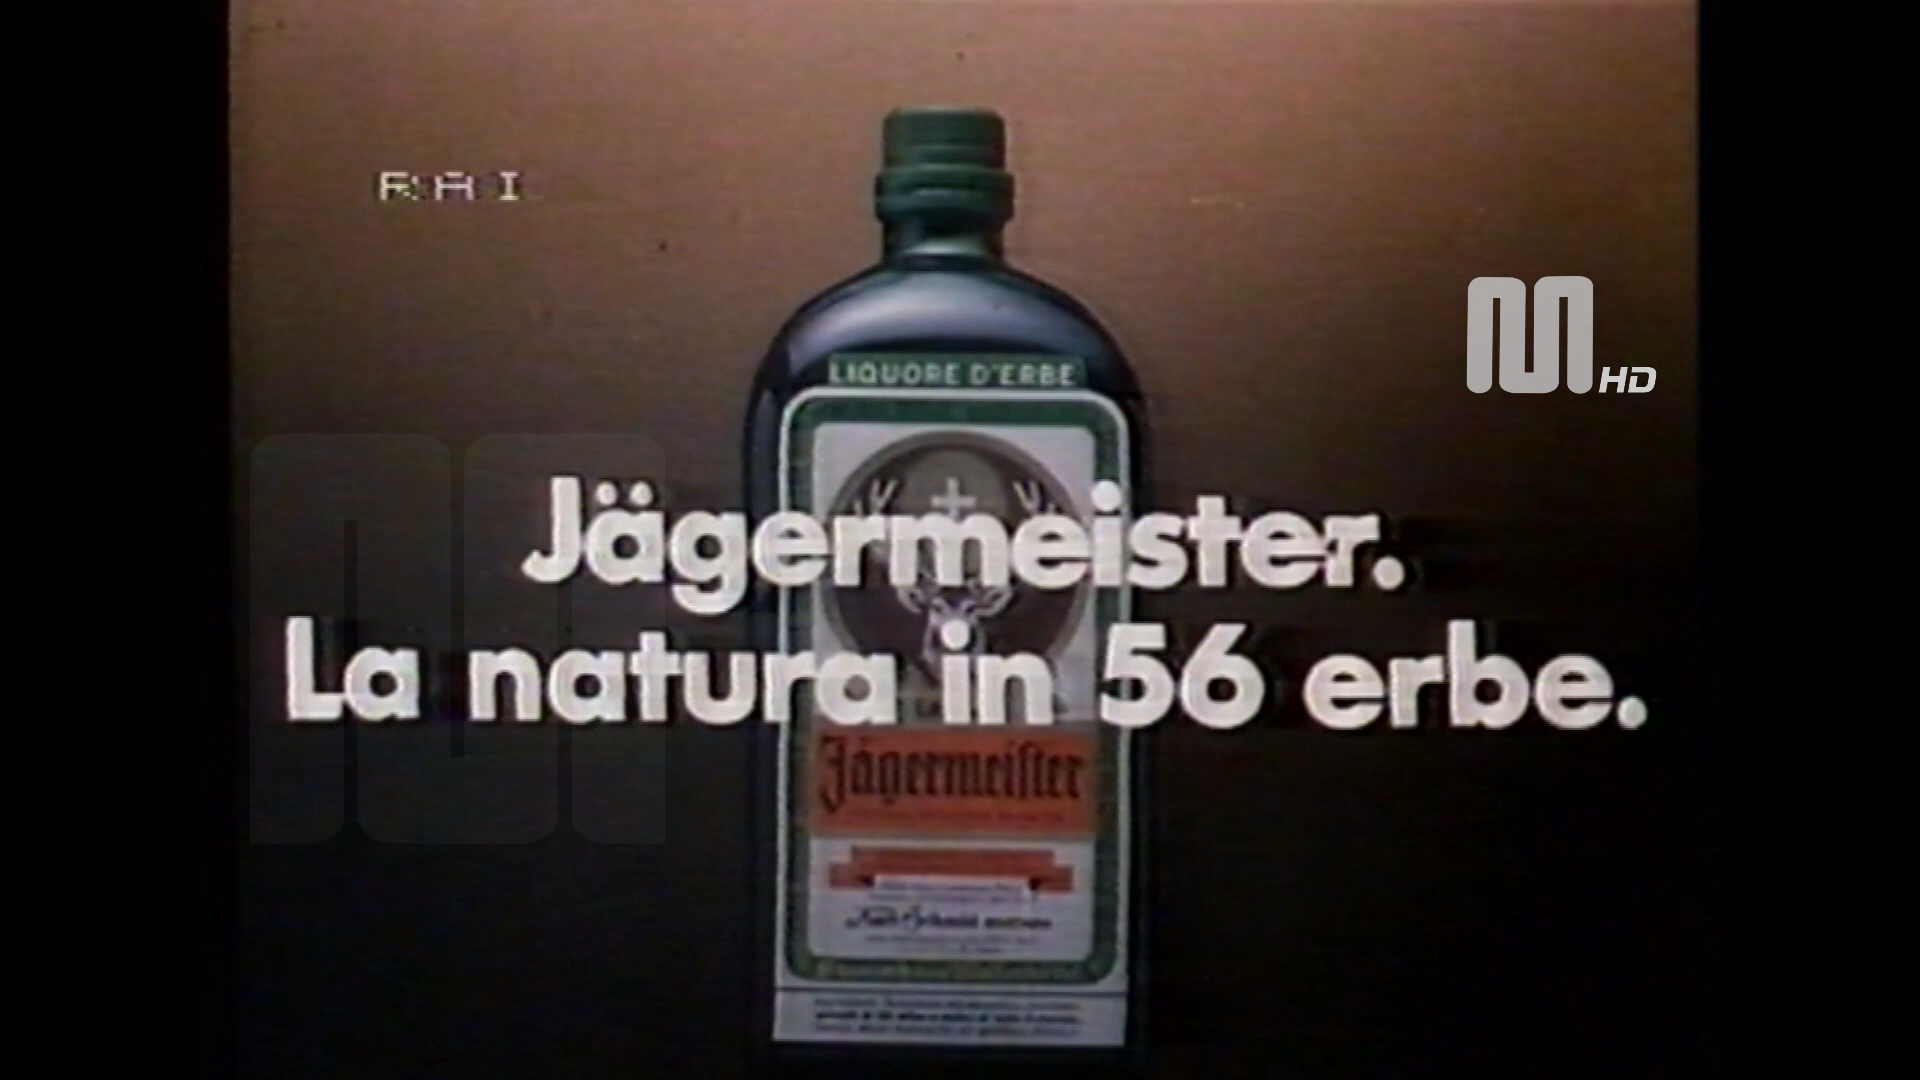 RAI
M HD
LIQUORE D'ERBE
Jägermeister.
La natura in 56 erbe.
Jägermeister